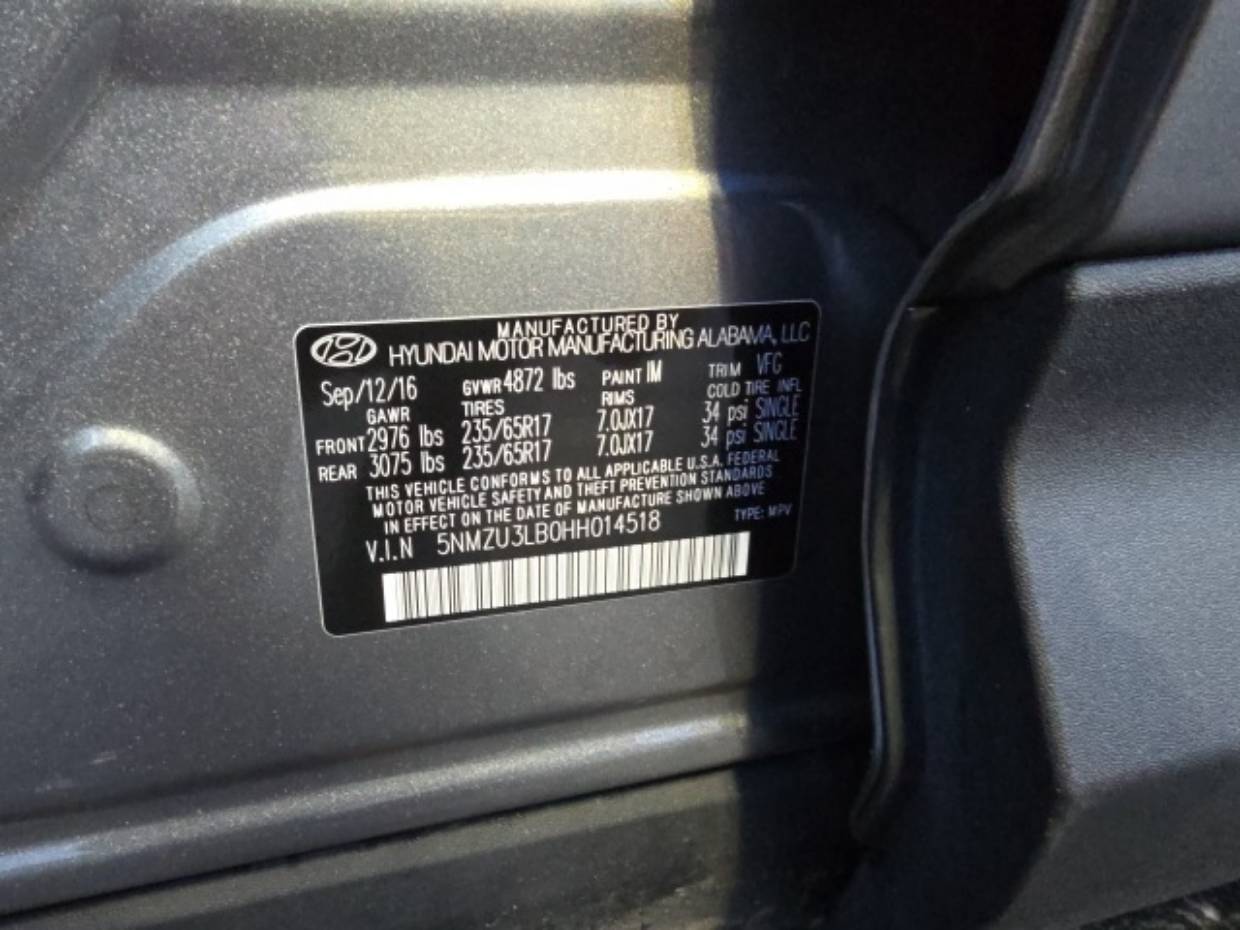 MANUFACTURED BY
HYUNDAI MOTOR MANUFACTURING ALABAMA, LLC
Sep/12/16 GVWR 4872 lbs PAINT IM TRIM VFG
GAWR TIRES RIMS COLD TIRE INFL
FRONT 2976 lbs 235/65R17 7.0JX17 34 psi SINGLE
REAR 3075 lbs 235/65R17 7.0JX17 34 psi SINGLE
THIS VEHICLE CONFORMS TO ALL APPLICABLE U.S.A. FEDERAL
MOTOR VEHICLE SAFETY AND THEFT PREVENTION STANDARDS
IN EFFECT ON THE DATE OF MANUFACTURE SHOWN ABOVE
V.I.N 5NMZU3LB0HH014518 TYPE: MPV